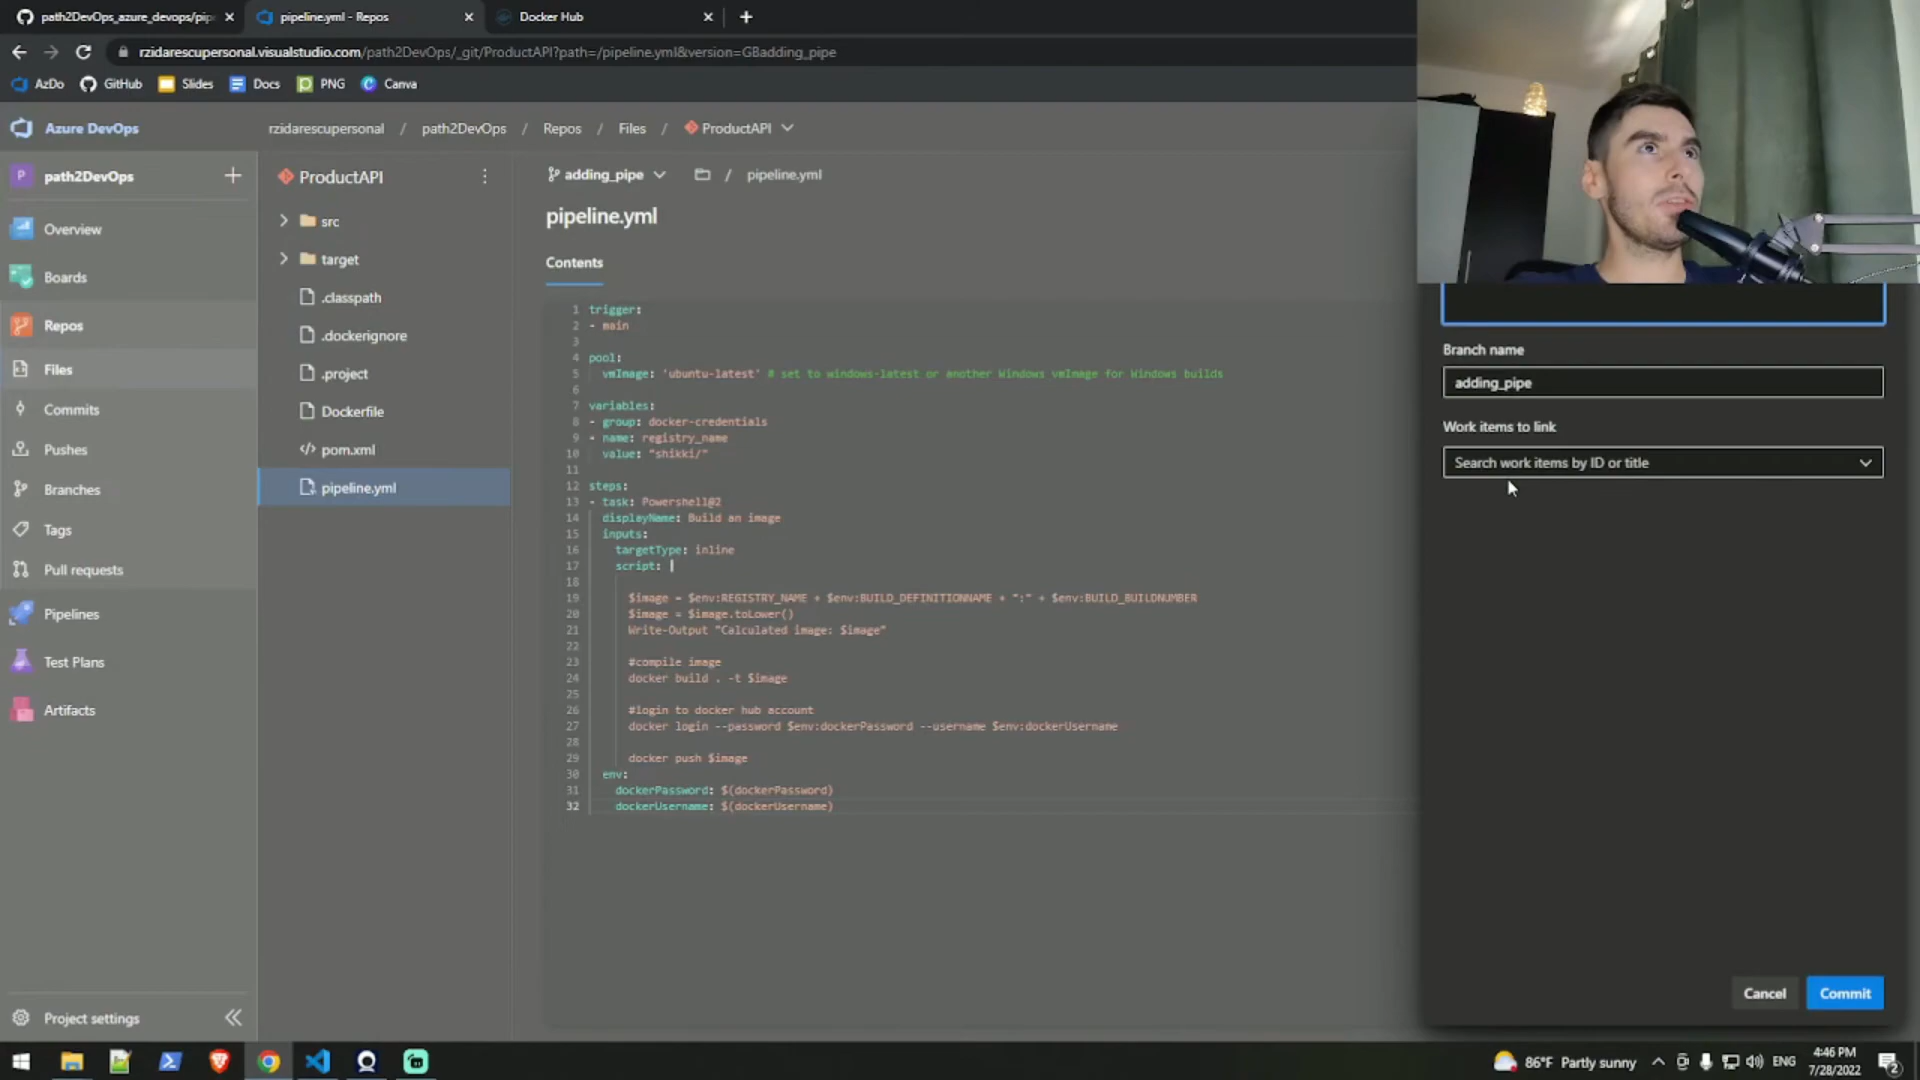 path2DevOps_azure_devops/pip
pipeline.yml - Repos
Docker Hub
rzidarescupersonal.visualstudio.com/path2DevOps/_git/ProductAPI?path=/pipeline.yml&version=GBadding_pipe
AzDo
GitHub
Slides
Docs
PNG
Canva
Azure DevOps
rzidarescupersonal / path2DevOps / Repos / Files / ProductAPI
P path2DevOps
Overview
Boards
Repos
Files
Commits
Pushes
Branches
Tags
Pull requests
Pipelines
Test Plans
Artifacts
Project settings
ProductAPI
src
target
.classpath
.dockerignore
.project
Dockerfile
pom.xml
pipeline.yml
adding_pipe / pipeline.yml
pipeline.yml
Contents
1 trigger:
2 - main
3
4 pool:
5 vmImage: 'ubuntu-latest' # set to windows-latest or another Windows vmImage for Windows builds
6
7 variables:
8 - group: docker-credentials
9 - name: registry_name
10 value: "shikki/"
11
12 steps:
13 - task: Powershell@2
14 displayName: Build an image
15 inputs:
16 targetType: inline
17 script: |
18
19 $image = $env:REGISTRY_NAME + $env:BUILD_DEFINITIONNAME + ":" + $env:BUILD_BUILDNUMBER
20 $image = $image.toLower()
21 Write-Output "Calculated image: $image"
22
23 #compile image
24 docker build . -t $image
25
26 #login to docker hub account
27 docker login --password $env:dockerPassword --username $env:dockerUsername
28
29 docker push $image
30 env:
31 dockerPassword: $(dockerPassword)
32 dockerUsername: $(dockerUsername)
Branch name
adding_pipe
Work items to link
Search work items by ID or title
Cancel
Commit
86°F Partly sunny
ENG
4:46 PM
7/28/2022
2